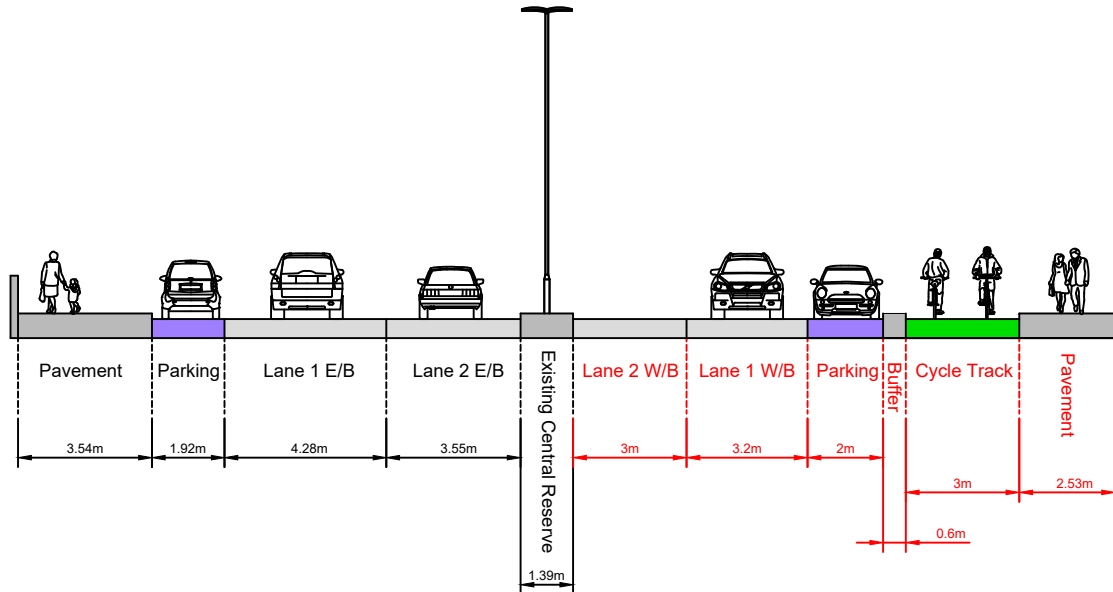 Pavement
Parking
Lane 1 E/B
Lane 2 E/B
Existing Central Reserve
Lane 2 W/B
Lane 1 W/B
Parking
Buffer
Cycle Track
Pavement
3.54m
1.92m
4.28m
3.55m
3m
3.2m
2m
3m
2.53m
0.6m
1.39m